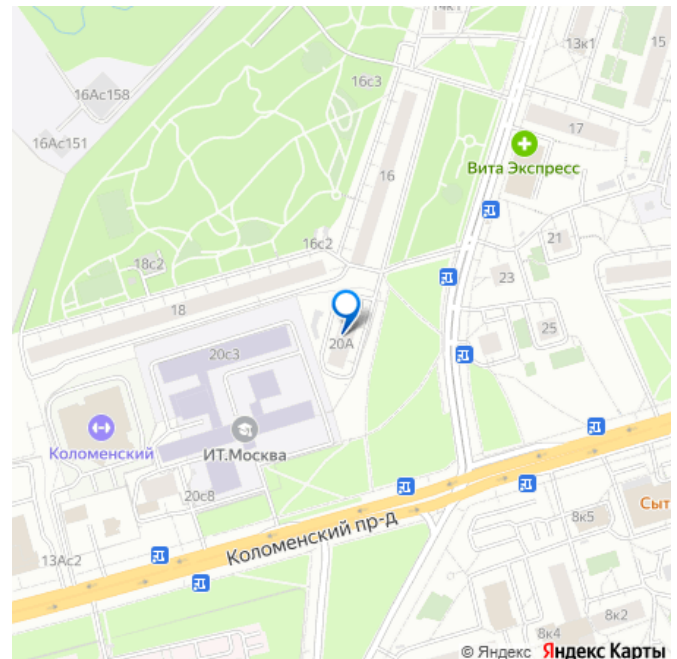 14к1
13к1
15
16с3
16Ас158
17
16Ас151
16
Вита Экспресс
16с2
21
18с2
23
18
25
20А
20с3
Коломенский
ИТ.Москва
20с8
Сыт
8к5
Коломенский пр-д
13Ас2
8к2
8к4
© Яндекс Яндекс Карты